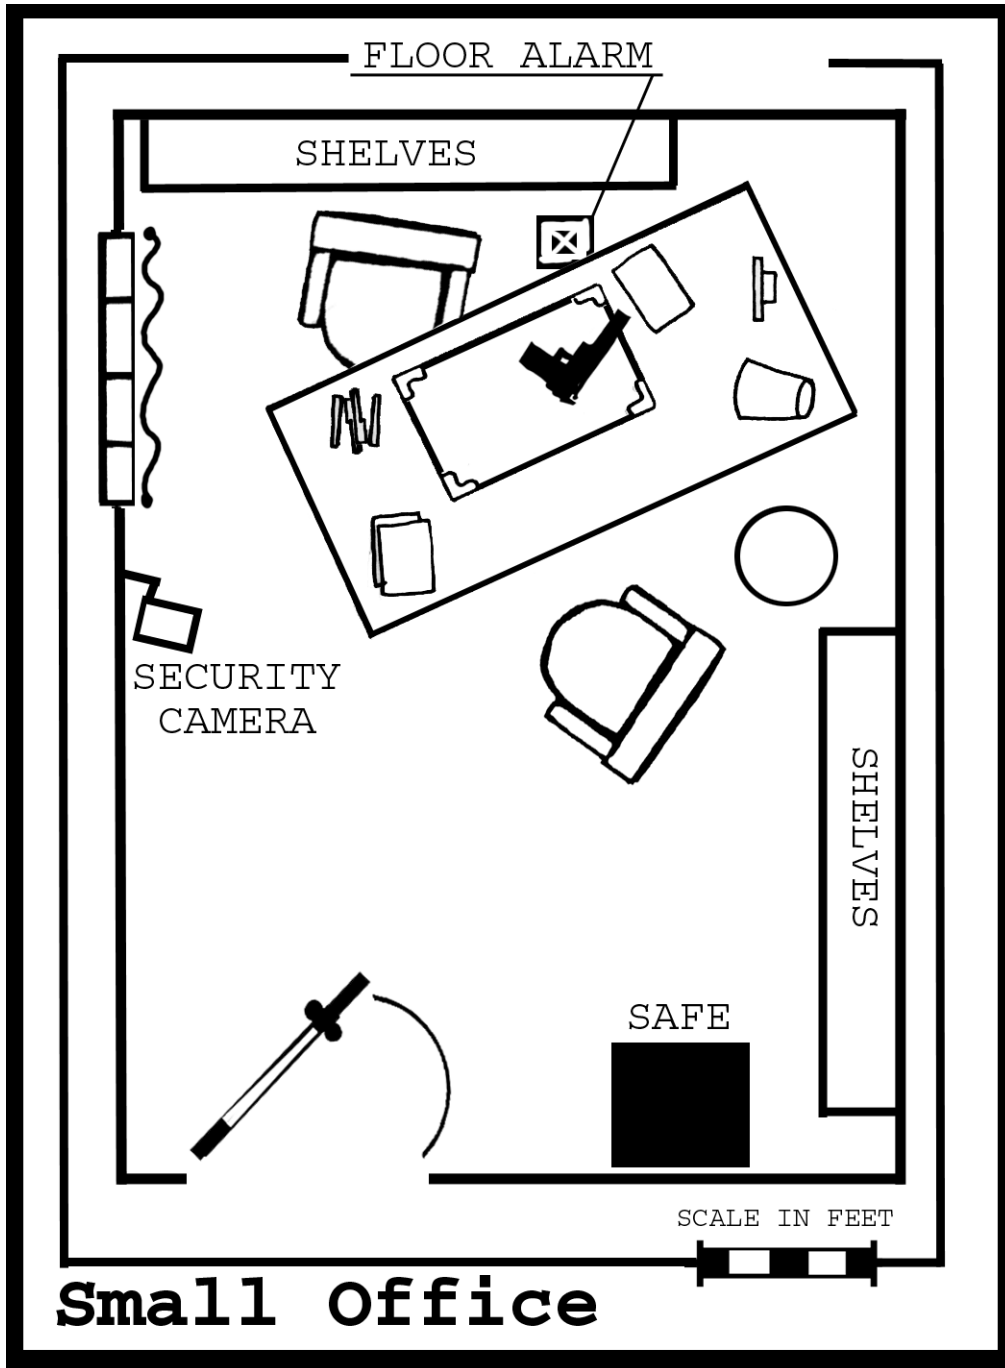 FLOOR ALARM
SHELVES
SECURITY
CAMERA
SHELVES
SAFE
SCALE IN FEET
Small Office